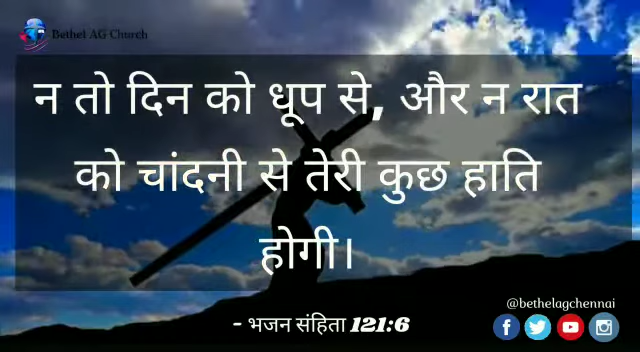 Bethel AG Church
न तो दिन को धूप से, और न रात
को चांदनी से तेरी कुछ हाति
होगी।
@bethelagchennai
- भजन संहिता 121:6